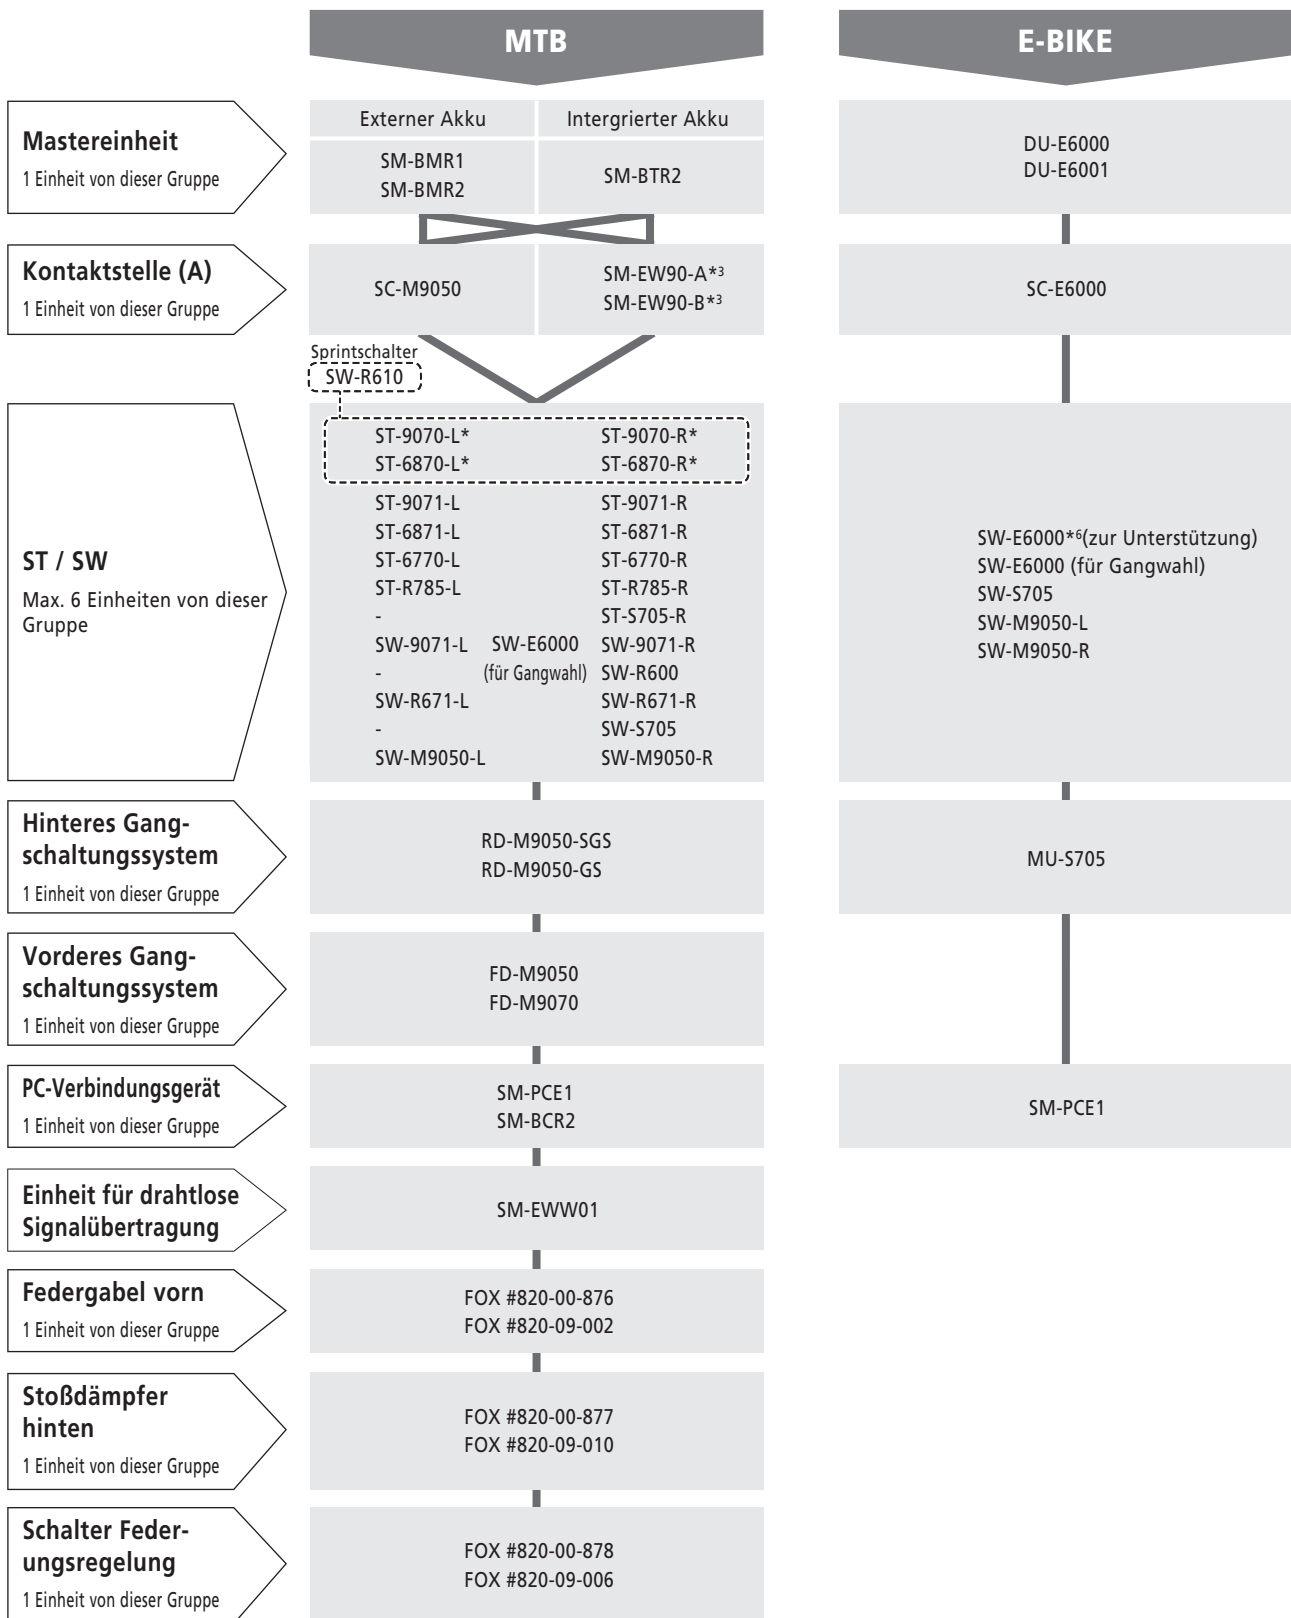 MTB
E-BIKE
Mastereinheit
1 Einheit von dieser Gruppe
Externer Akku
Intergrierter Akku
SM-BMR1
SM-BMR2
SM-BTR2
DU-E6000
DU-E6001
Kontaktstelle (A)
1 Einheit von dieser Gruppe
SC-M9050
SM-EW90-A*3
SM-EW90-B*3
SC-E6000
Sprintschalter
SW-R610
ST / SW
Max. 6 Einheiten von dieser
Gruppe
ST-9070-L* ST-9070-R*
ST-6870-L* ST-6870-R*
ST-9071-L ST-9071-R
ST-6871-L ST-6871-R
ST-6770-L ST-6770-R
ST-R785-L ST-R785-R
- ST-S705-R
SW-9071-L SW-E6000 SW-9071-R
- (für Gangwahl) SW-R600
SW-R671-L SW-R671-R
- SW-S705
SW-M9050-L SW-M9050-R
SW-E6000*6(zur Unterstützung)
SW-E6000 (für Gangwahl)
SW-S705
SW-M9050-L
SW-M9050-R
Hinteres Gang-
schaltungssystem
1 Einheit von dieser Gruppe
RD-M9050-SGS
RD-M9050-GS
MU-S705
Vorderes Gang-
schaltungssystem
1 Einheit von dieser Gruppe
FD-M9050
FD-M9070
PC-Verbindungsgerät
1 Einheit von dieser Gruppe
SM-PCE1
SM-BCR2
SM-PCE1
Einheit für drahtlose
Signalübertragung
SM-EWW01
Federgabel vorn
1 Einheit von dieser Gruppe
FOX #820-00-876
FOX #820-09-002
Stoßdämpfer
hinten
1 Einheit von dieser Gruppe
FOX #820-00-877
FOX #820-09-010
Schalter Feder-
ungsregelung
1 Einheit von dieser Gruppe
FOX #820-00-878
FOX #820-09-006